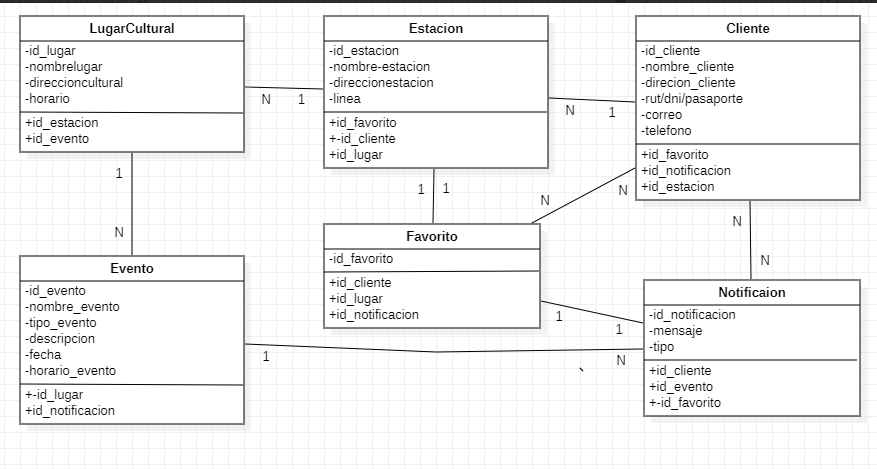 LugarCultural
-id_lugar
-nombrelugar
-direccioncultural
-horario
+id_estacion
+id_evento
N
1
Estacion
-id_estacion
-nombre-estacion
-direccionestacion
-linea
+id_favorito
+-id_cliente
+id_lugar
N
1
Cliente
-id_cliente
-nombre_cliente
-direcion_cliente
-rut/dni/pasaporte
-correo
-telefono
+id_favorito
+id_notificacion
+id_estacion
1
N
1
1
N
N
N
N
Evento
-id_evento
-nombre_evento
-tipo_evento
-descripcion
-fecha
-horario_evento
+-id_lugar
+id_notificacion
Favorito
-id_favorito
+id_cliente
+id_lugar
+id_notificacion
1
1
1
N
Notificaion
-id_notificacion
-mensaje
-tipo
+id_cliente
+id_evento
+-id_favorito